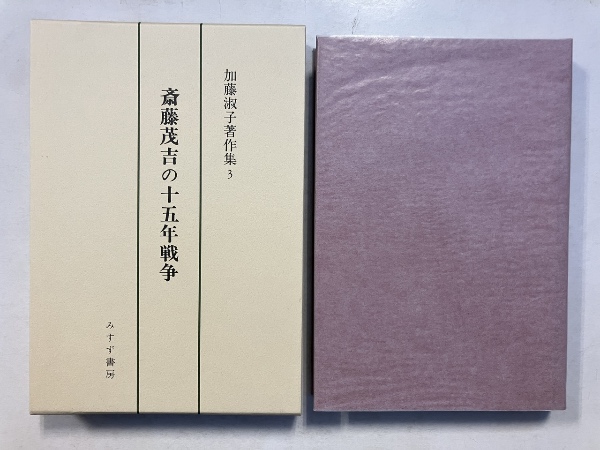 加藤淑子著作集 3
斎藤茂吉の十五年戦争
みすず書房